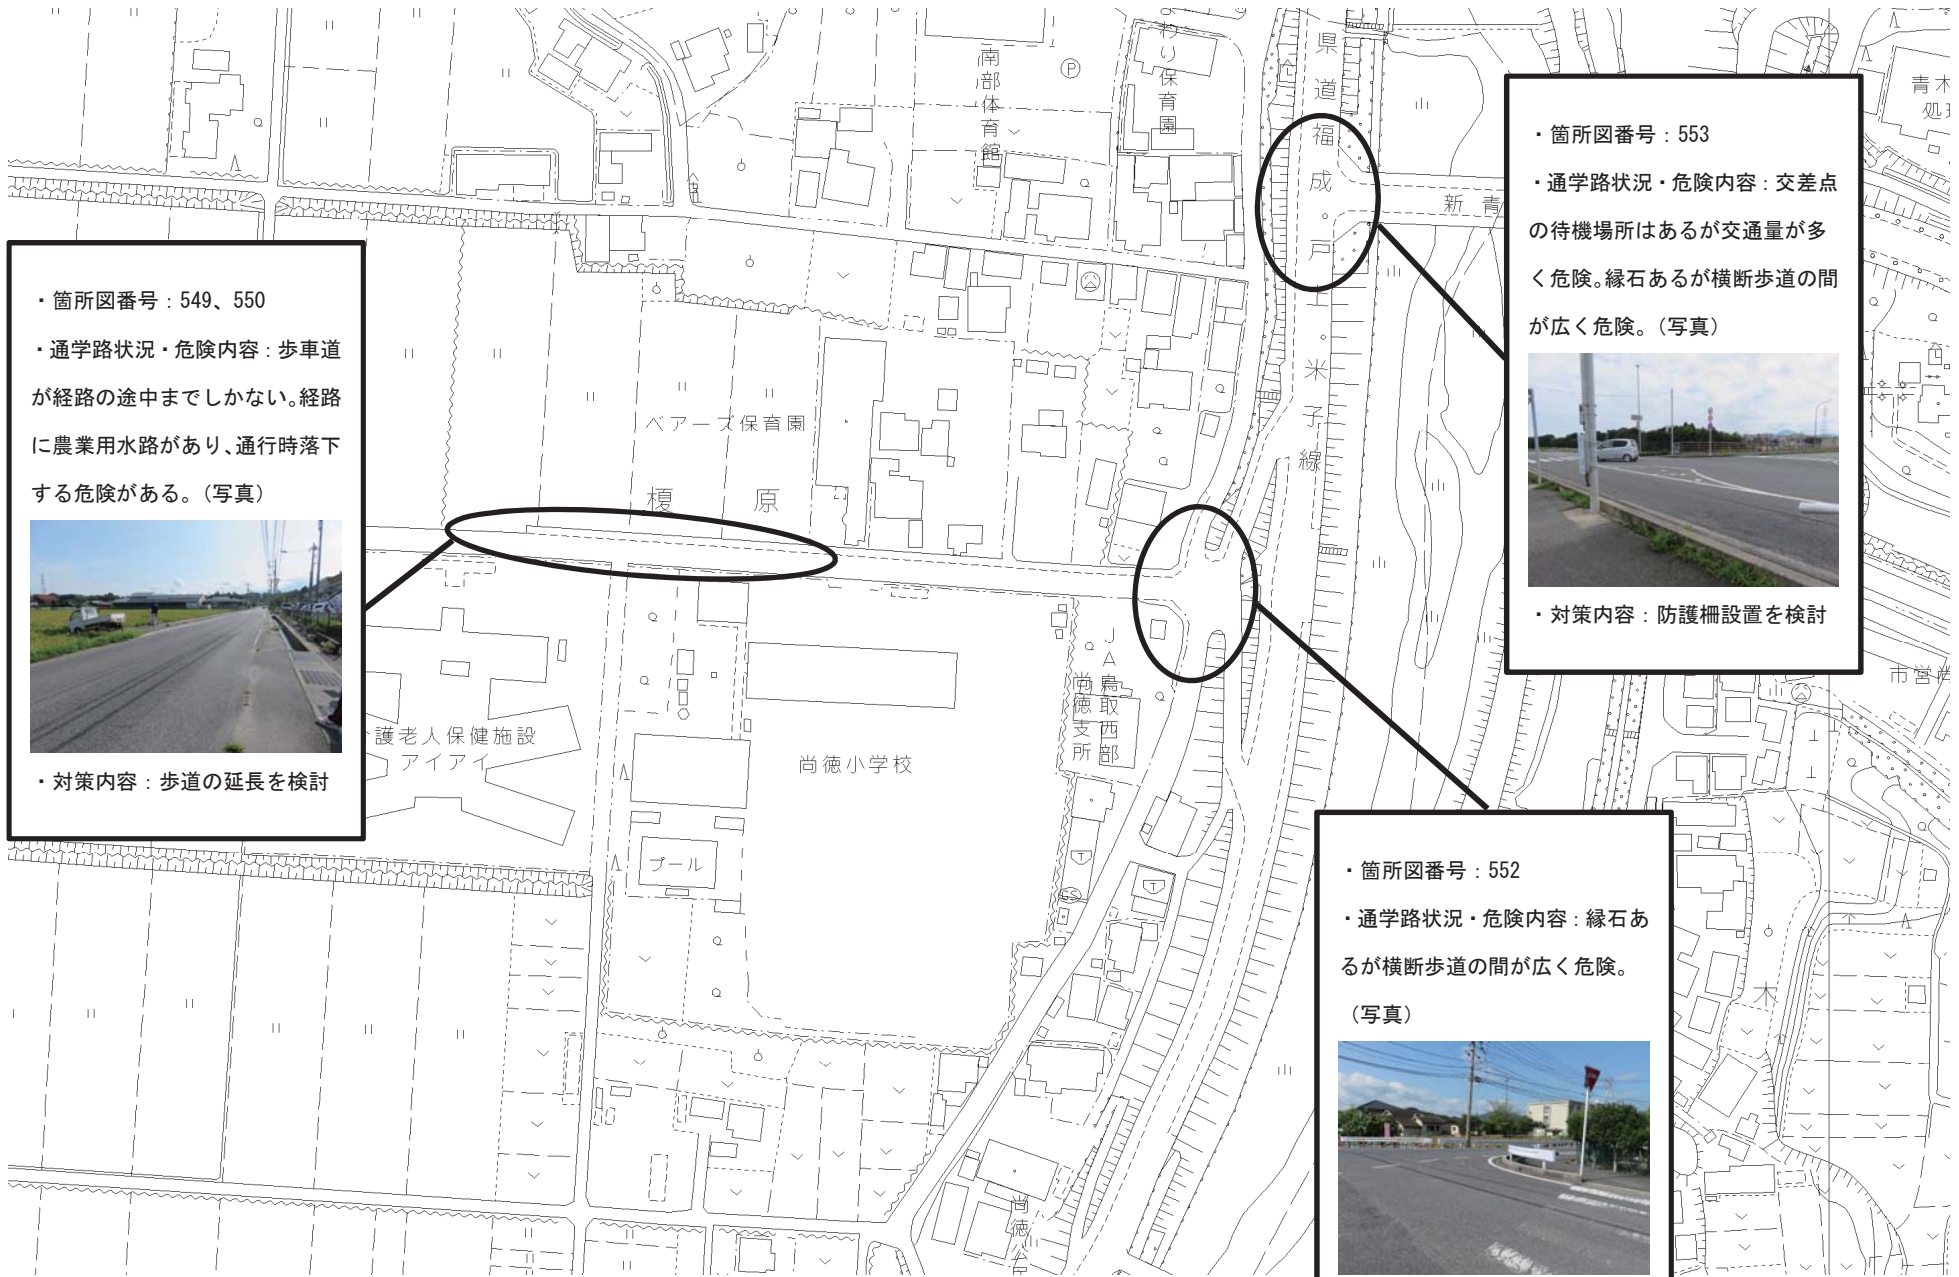 南部体育館
わり保育園
県道福成戸上米子線
青木
処理
新青
・箇所図番号：553
・通学路状況・危険内容：交差点
の待機場所はあるが交通量が多
く危険。縁石あるが横断歩道の間
が広く危険。（写真）
・対策内容：防護柵設置を検討
・箇所図番号：549、550
・通学路状況・危険内容：歩車道
が経路の途中までしかない。経路
に農業用水路があり、通行時落下
する危険がある。（写真）
・対策内容：歩道の延長を検討
ベアーズ保育園
榎原
護老人保健施設
アイアイ
尚徳小学校
JA鳥取西部
尚徳支所
プール
市営尚
・箇所図番号：552
・通学路状況・危険内容：縁石あ
るが横断歩道の間が広く危険。
（写真）
木
尚徳公民